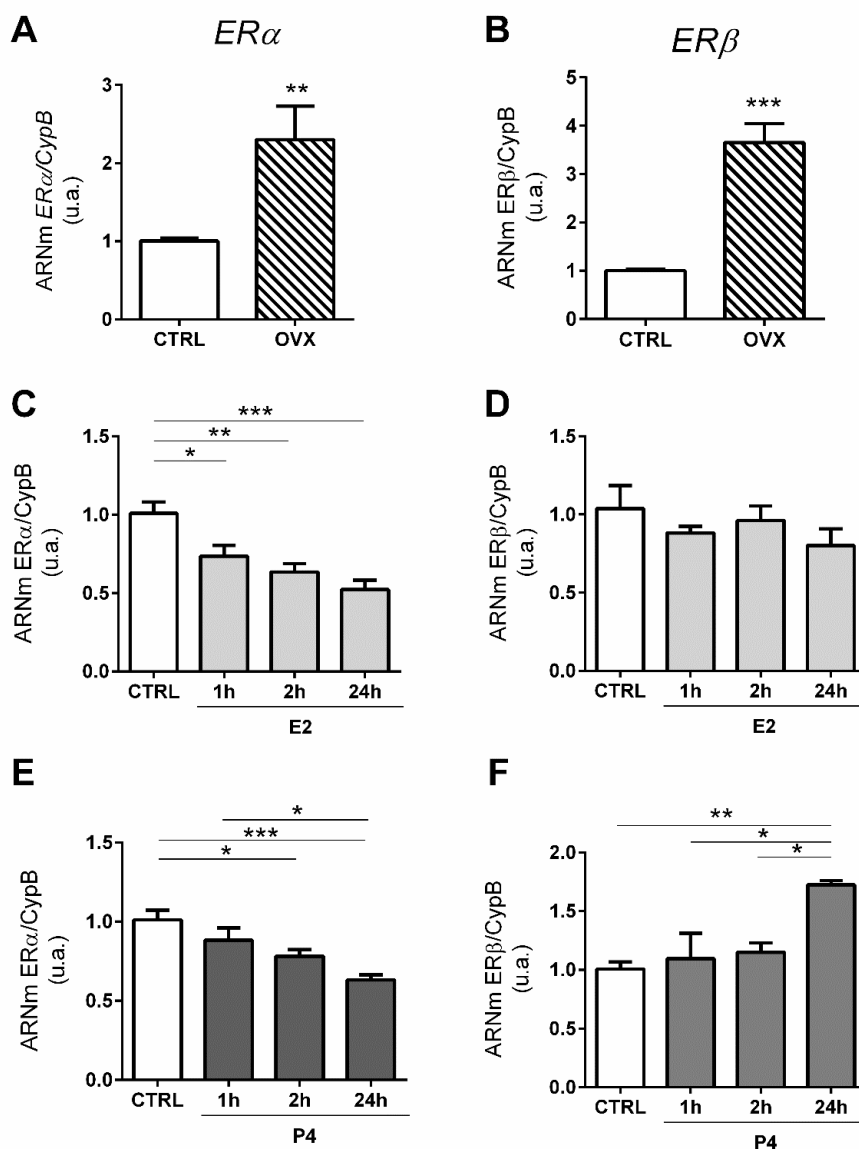 A
ERα
ARNm ERα/CypB
(u.a.)
3
2
1
0
**
CTRL
OVX
B
ERβ
ARNm ERβ/CypB
(u.a.)
5
4
3
2
1
0
***
CTRL
OVX
C
ARNm ERα/CypB
(u.a.)
1.5
1.0
0.5
0.0
***
**
*
CTRL
1h
2h
24h
E2
D
ARNm ERβ/CypB
(u.a.)
1.5
1.0
0.5
0.0
CTRL
1h
2h
24h
E2
E
ARNm ERα/CypB
(u.a.)
1.5
1.0
0.5
0.0
*
***
*
CTRL
1h
2h
24h
P4
F
ARNm ERβ/CypB
(u.a.)
2.0
1.5
1.0
0.5
0.0
**
*
*
CTRL
1h
2h
24h
P4